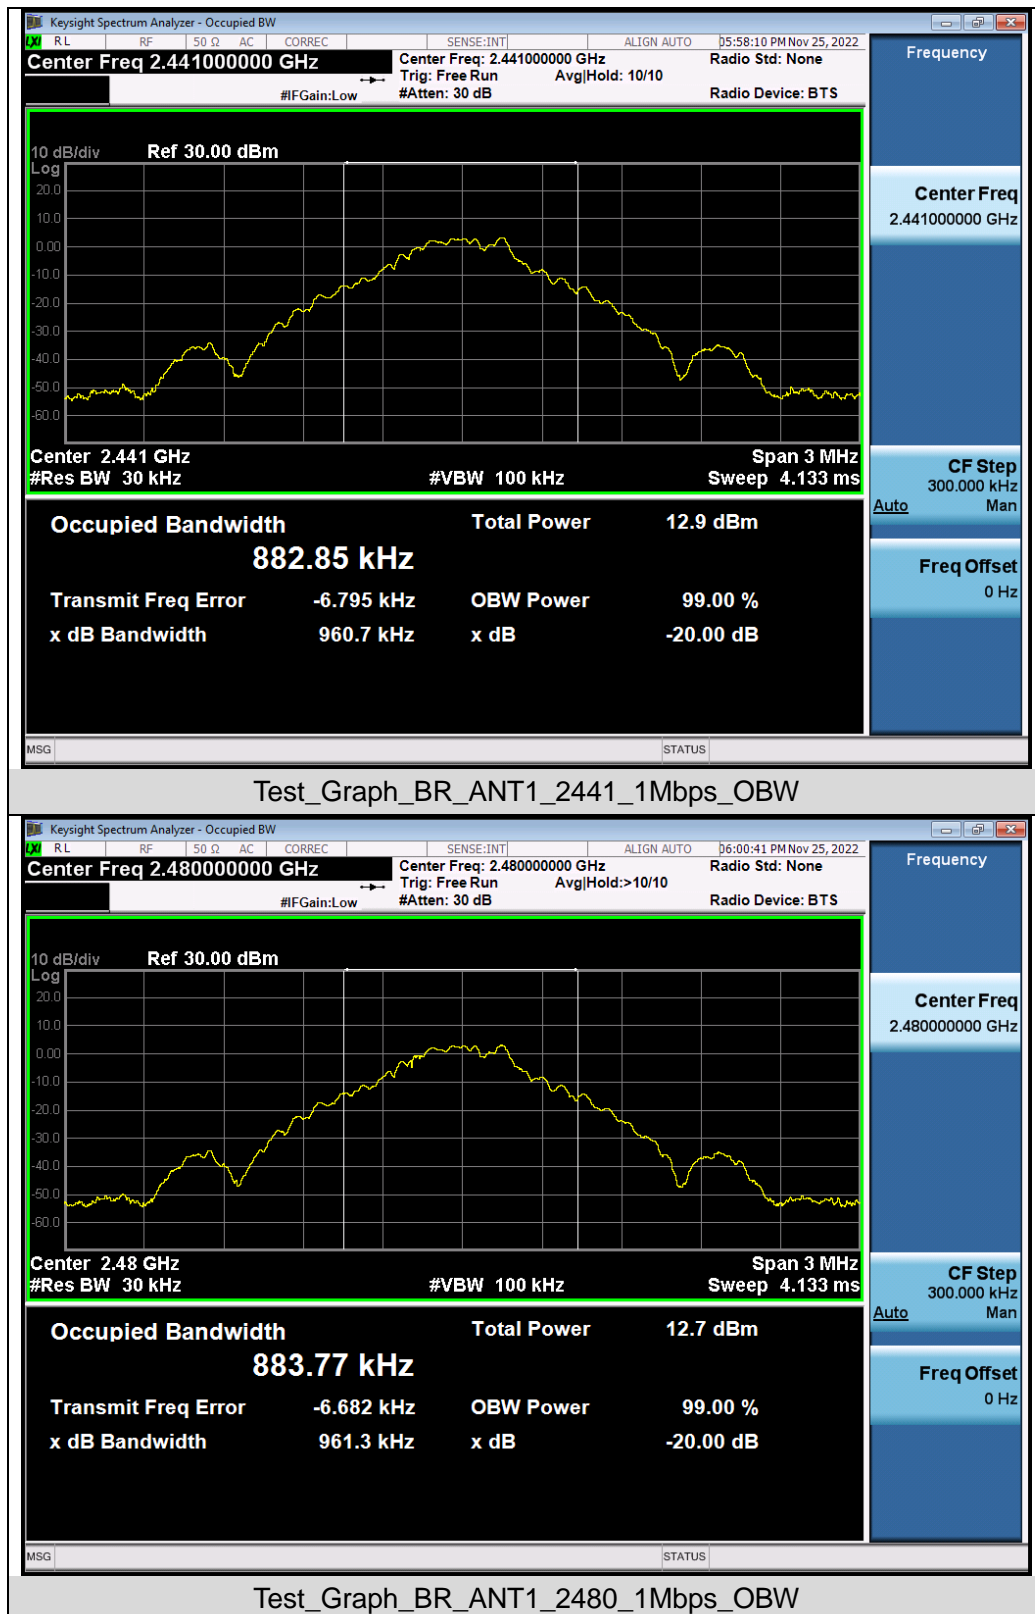 Keysight Spectrum Analyzer - Occupied BW
LXI RL RF 50 Ω AC CORREC SENSE:INT ALIGN AUTO 05:58:10 PM Nov 25, 2022
Center Freq 2.441000000 GHz Center Freq: 2.441000000 GHz Radio Std: None
Trig: Free Run Avg|Hold: 10/10
#IFGain:Low #Atten: 30 dB Radio Device: BTS
Frequency
10 dB/div Ref 30.00 dBm
Log
20.0
10.0
0.00
-10.0
-20.0
-30.0
-40.0
-50.0
-60.0
Center Freq
2.441000000 GHz
Center 2.441 GHz Span 3 MHz
#Res BW 30 kHz #VBW 100 kHz Sweep 4.133 ms
CF Step
300.000 kHz
Auto Man
Occupied Bandwidth Total Power 12.9 dBm
882.85 kHz
Transmit Freq Error -6.795 kHz OBW Power 99.00 %
x dB Bandwidth 960.7 kHz x dB -20.00 dB
Freq Offset
0 Hz
MSG STATUS
Test_Graph_BR_ANT1_2441_1Mbps_OBW
Keysight Spectrum Analyzer - Occupied BW
LXI RL RF 50 Ω AC CORREC SENSE:INT ALIGN AUTO 06:00:41 PM Nov 25, 2022
Center Freq 2.480000000 GHz Center Freq: 2.480000000 GHz Radio Std: None
Trig: Free Run Avg|Hold:>10/10
#IFGain:Low #Atten: 30 dB Radio Device: BTS
Frequency
10 dB/div Ref 30.00 dBm
Log
20.0
10.0
0.00
-10.0
-20.0
-30.0
-40.0
-50.0
-60.0
Center Freq
2.480000000 GHz
Center 2.48 GHz Span 3 MHz
#Res BW 30 kHz #VBW 100 kHz Sweep 4.133 ms
CF Step
300.000 kHz
Auto Man
Occupied Bandwidth Total Power 12.7 dBm
883.77 kHz
Transmit Freq Error -6.682 kHz OBW Power 99.00 %
x dB Bandwidth 961.3 kHz x dB -20.00 dB
Freq Offset
0 Hz
MSG STATUS
Test_Graph_BR_ANT1_2480_1Mbps_OBW